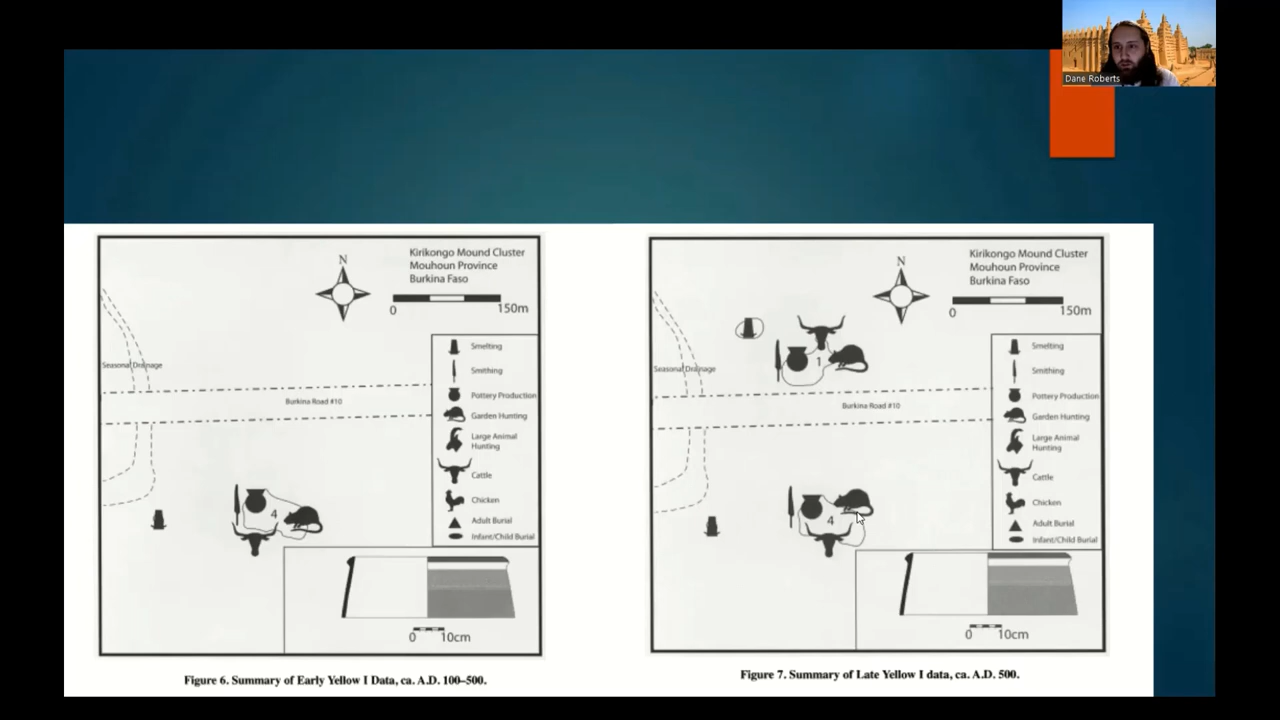 Dane Roberts
Kirikongo Mound Cluster
Mouhoun Province
Burkina Faso
N
0 150m
Seasonal Drainage
Burkina Road #10
4
Smelting
Smithing
Pottery Production
Garden Hunting
Large Animal
Hunting
Cattle
Chicken
Adult Burial
Infant/Child Burial
0 10cm
Figure 6. Summary of Early Yellow I Data, ca. A.D. 100–500.
Kirikongo Mound Cluster
Mouhoun Province
Burkina Faso
N
0 150m
1
Seasonal Drainage
Burkina Road #10
4
Smelting
Smithing
Pottery Production
Garden Hunting
Large Animal
Hunting
Cattle
Chicken
Adult Burial
Infant/Child Burial
0 10cm
Figure 7. Summary of Late Yellow I data, ca. A.D. 500.